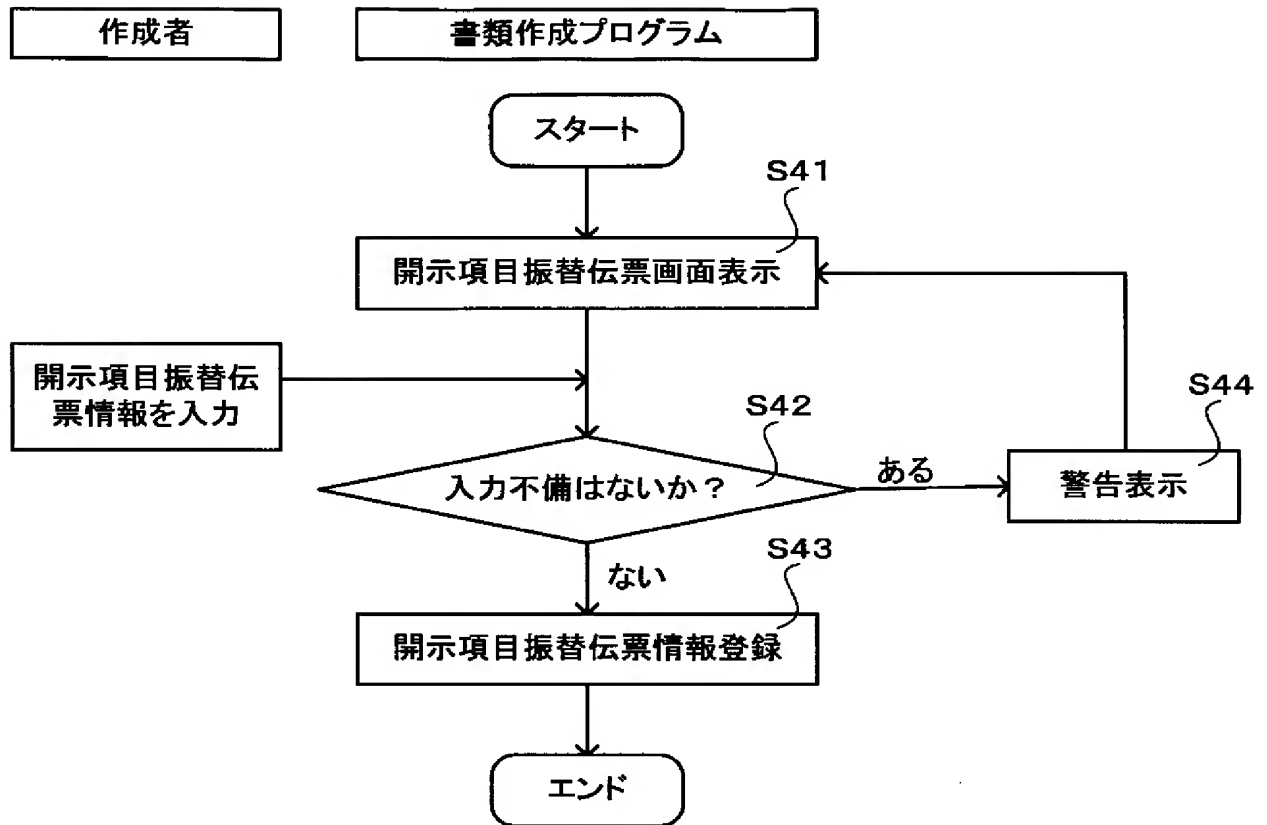 作成者
書類作成プログラム
スタート
S41
開示項目振替伝票画面表示
開示項目振替伝
票情報を入力
S42
入力不備はないか？
ある
S44
警告表示
ない
S43
開示項目振替伝票情報登録
エンド